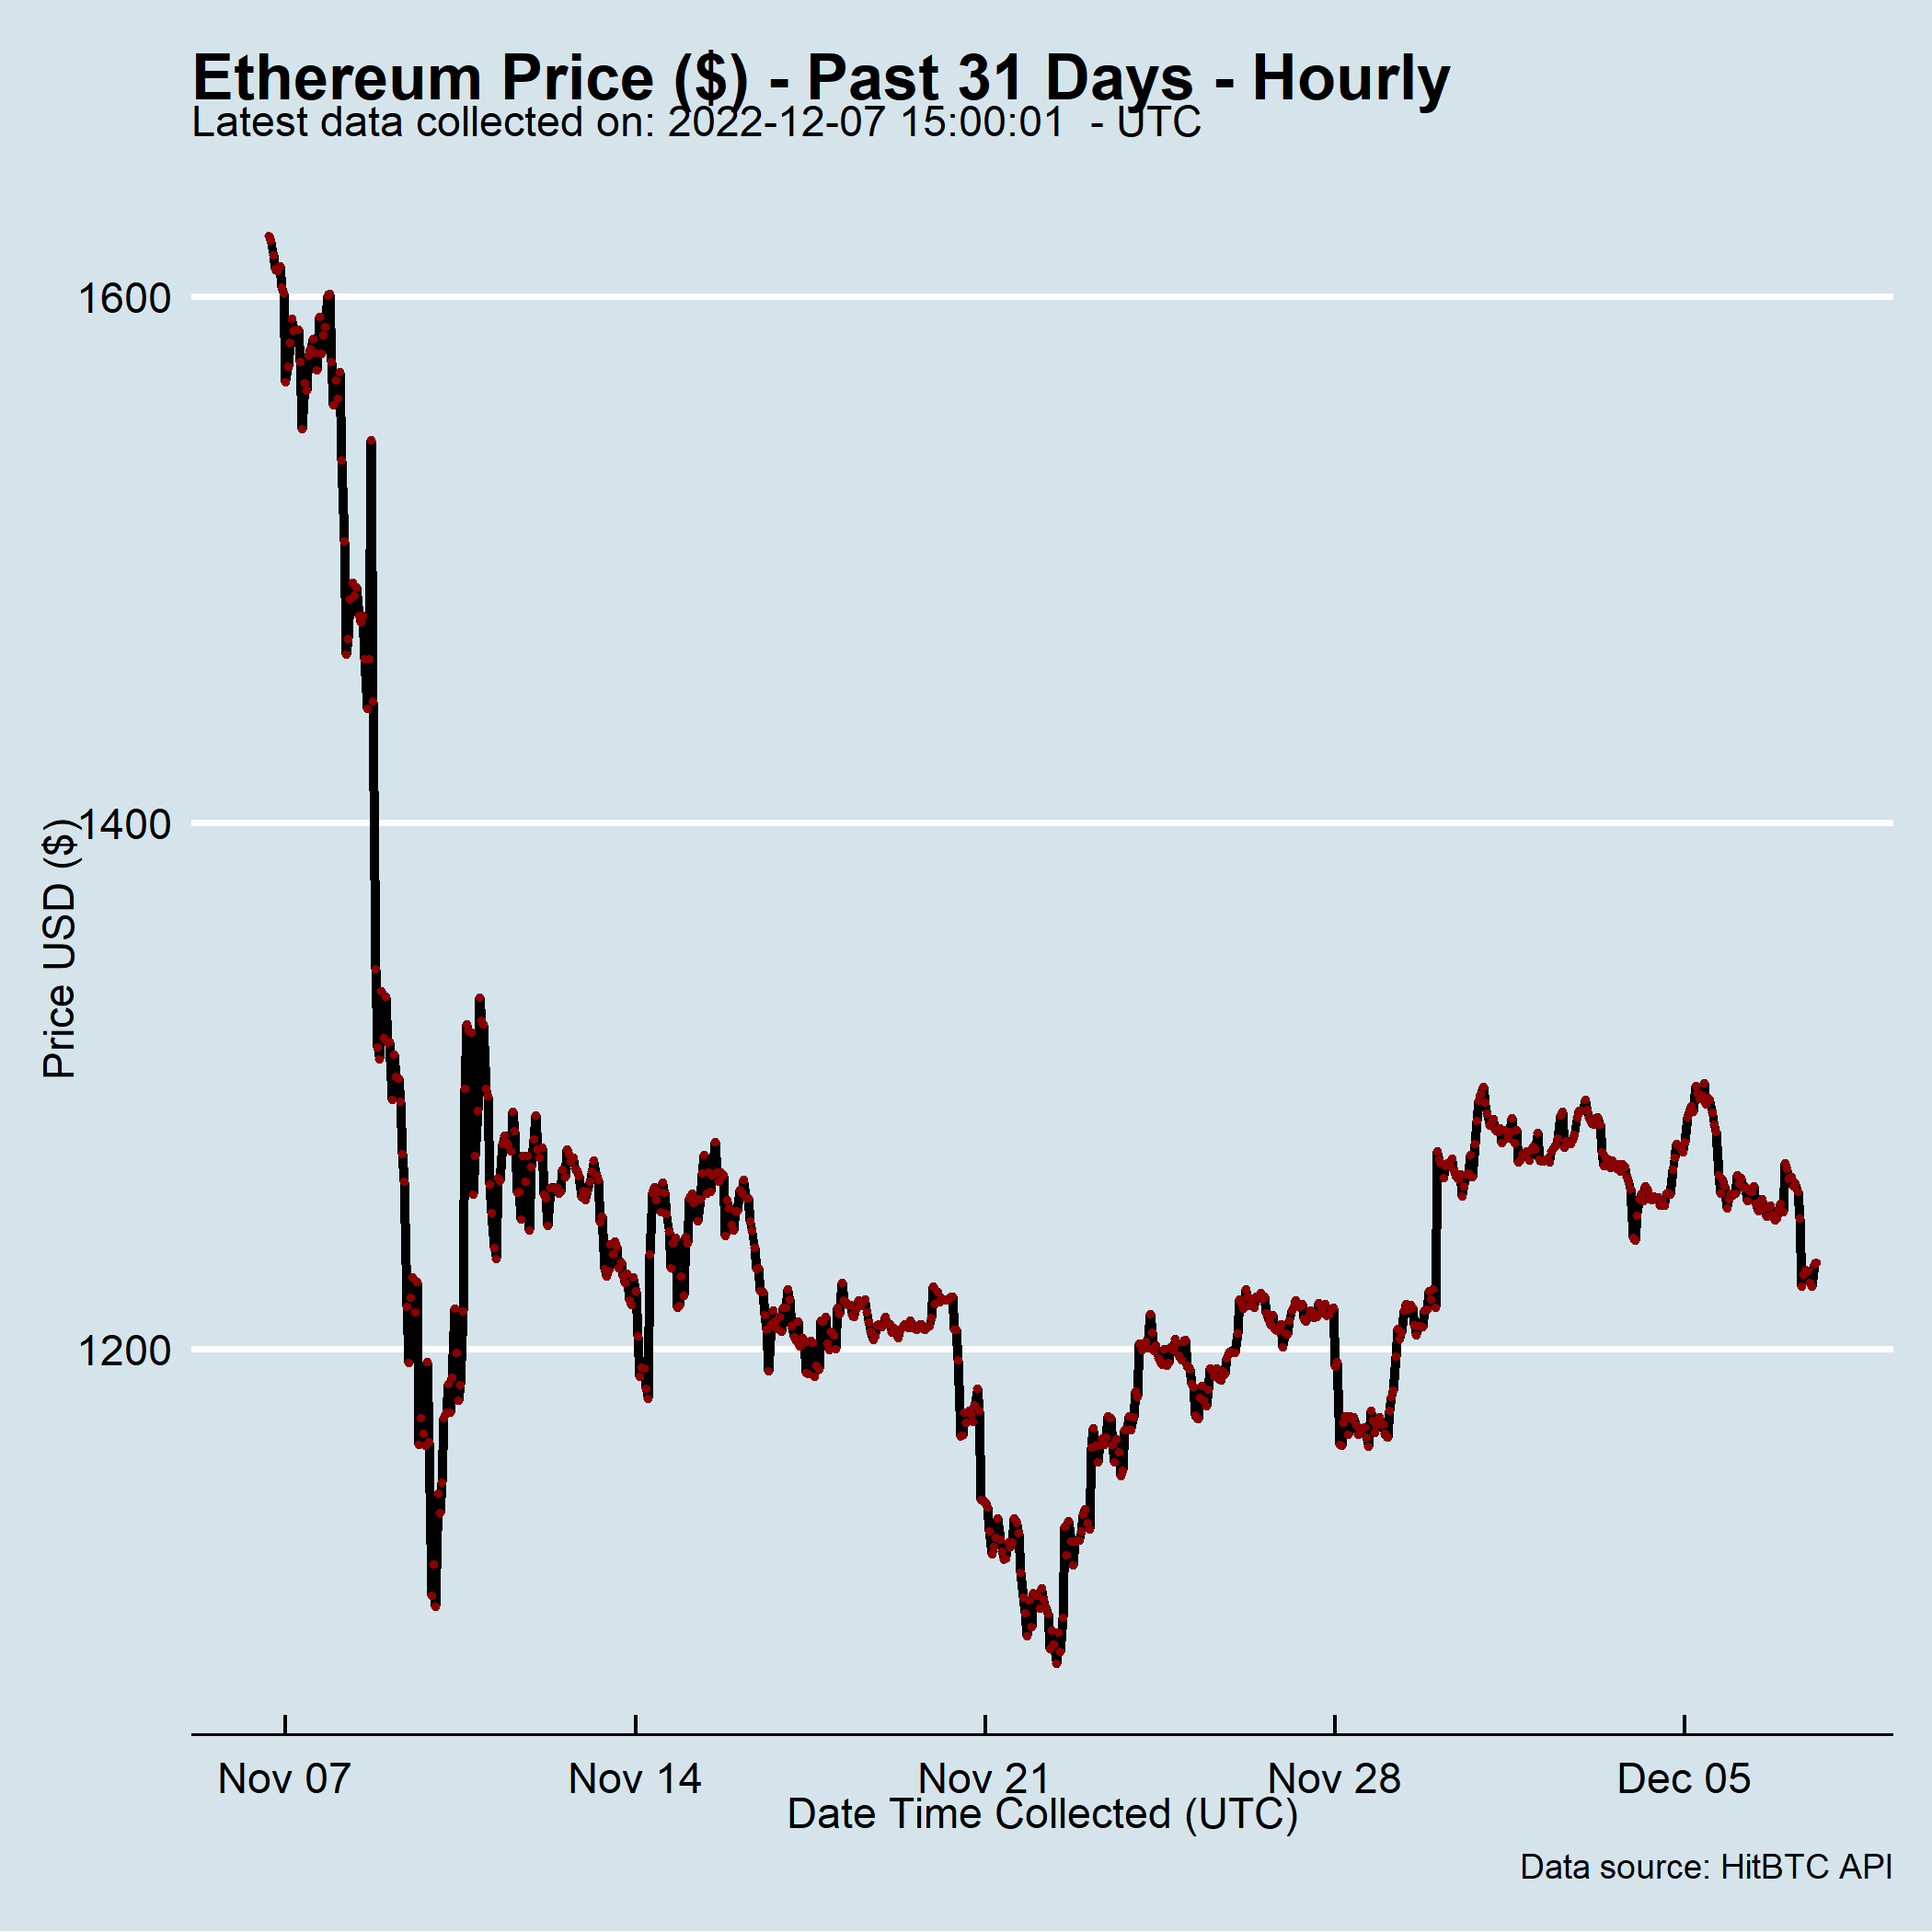 Ethereum Price ($) - Past 31 Days - Hourly
Latest data collected on: 2022-12-07 15:00:01  - UTC
1600
1400
1200
Price USD ($)
Nov 07
Nov 14
Nov 21
Nov 28
Dec 05
Date Time Collected (UTC)
Data source: HitBTC API